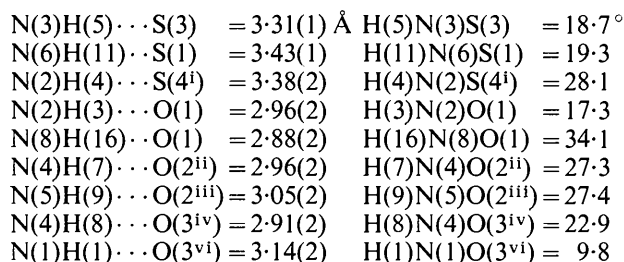 N(3)H(5)···S(3) =3·31(1) Å H(5)N(3)S(3) =18·7°
N(6)H(11)···S(1) =3·43(1) H(11)N(6)S(1) =19·3
N(2)H(4)···S(4ⁱ) =3·38(2) H(4)N(2)S(4ⁱ) =28·1
N(2)H(3)···O(1) =2·96(2) H(3)N(2)O(1) =17·3
N(8)H(16)··O(1) =2·88(2) H(16)N(8)O(1) =34·1
N(4)H(7)···O(2ⁱⁱ) =2·96(2) H(7)N(4)O(2ⁱⁱ) =27·3
N(5)H(9)···O(2ⁱⁱⁱ)=3·05(2) H(9)N(5)O(2ⁱⁱⁱ)=27·4
N(4)H(8)···O(3ⁱᵛ)=2·91(2) H(8)N(4)O(3ⁱᵛ)=22·9
N(1)H(1)···O(3ᵛⁱ)=3·14(2) H(1)N(1)O(3ᵛⁱ)= 9·8